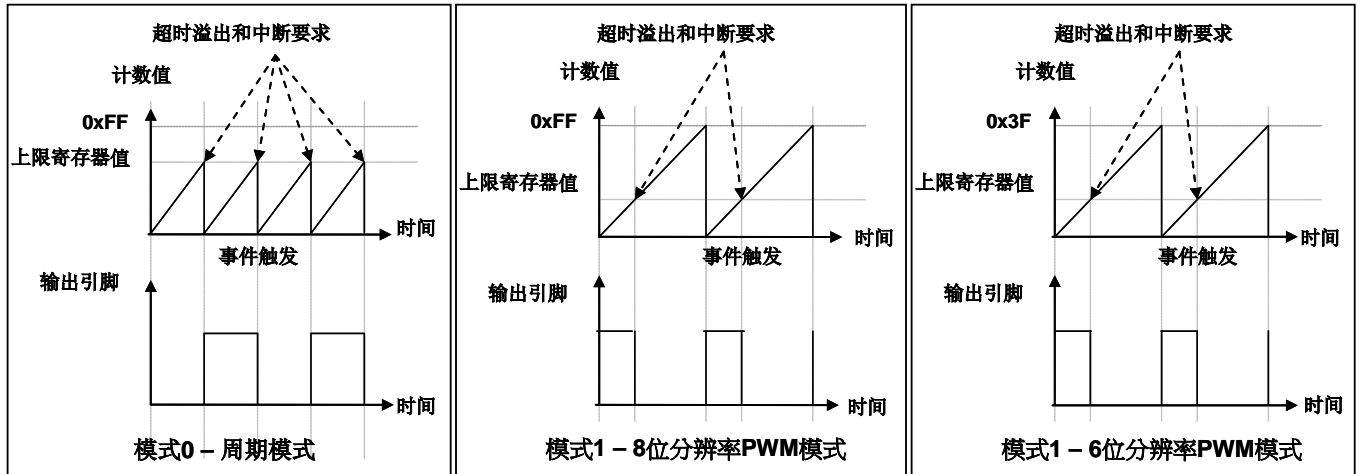 超时溢出和中断要求
计数值
0xFF
上限寄存器值
时间
事件触发
输出引脚
时间
模式0 – 周期模式
超时溢出和中断要求
计数值
0xFF
上限寄存器值
时间
事件触发
输出引脚
时间
模式1 – 8位分辨率PWM模式
超时溢出和中断要求
计数值
0x3F
上限寄存器值
时间
事件触发
输出引脚
时间
模式1 – 6位分辨率PWM模式